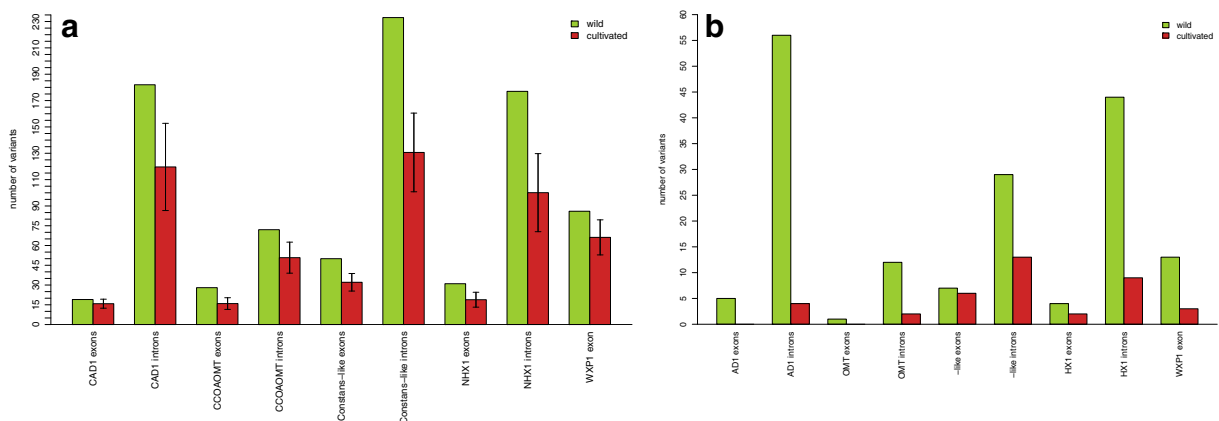 a
wild
cultivated
number of variants
0
15
30
45
60
75
90
110
130
150
170
190
210
230
CAD1 exons
CAD1 introns
CCOAOMT exons
CCOAOMT introns
Constans−like exons
Constans−like introns
NHX1 exons
NHX1 introns
WXP1 exon
b
wild
cultivated
number of variants
0
5
10
15
20
25
30
35
40
45
50
55
60
AD1 exons
AD1 introns
OMT exons
OMT introns
−like exons
−like introns
HX1 exons
HX1 introns
WXP1 exon